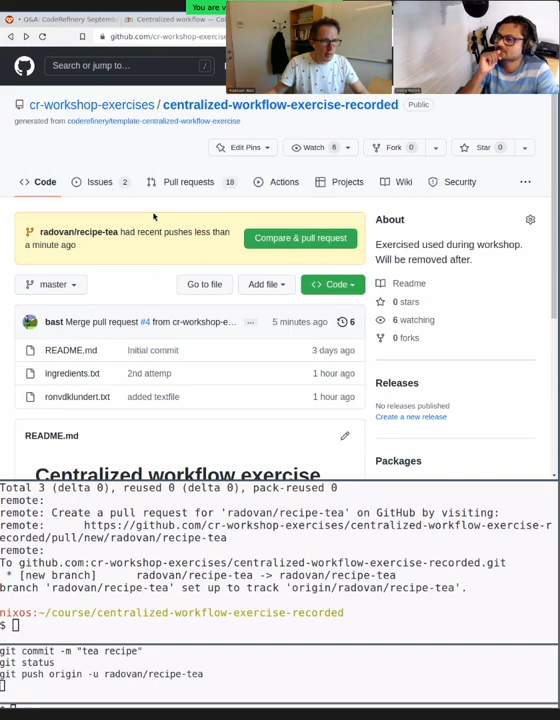 You are v
Q&A: CodeRefinery Septemb
Centralized workflow — Co
github.com/cr-workshop-exercise
Search or jump to…
/
cr-workshop-exercises / centralized-workflow-exercise-recorded Public
generated from coderefinery/template-centralized-workflow-exercise
Edit Pins Watch 6 Fork 0 Star 0
Code Issues 2 Pull requests 18 Actions Projects Wiki Security
radovan/recipe-tea had recent pushes less than a minute ago
Compare & pull request
master Go to file Add file Code
bast Merge pull request #4 from cr-workshop-e… 5 minutes ago 6
README.md Initial commit 3 days ago
ingredients.txt 2nd attemp 1 hour ago
ronvdklundert.txt added textfile 1 hour ago
README.md
Centralized workflow exercise
About
Exercised used during workshop.
Will be removed after.
Readme
0 stars
6 watching
0 forks
Releases
No releases published
Create a new release
Packages
Total 3 (delta 0), reused 0 (delta 0), pack-reused 0
remote:
remote: Create a pull request for 'radovan/recipe-tea' on GitHub by visiting:
remote:      https://github.com/cr-workshop-exercises/centralized-workflow-exercise-r
ecorded/pull/new/radovan/recipe-tea
remote:
To github.com:cr-workshop-exercises/centralized-workflow-exercise-recorded.git
 * [new branch]      radovan/recipe-tea -> radovan/recipe-tea
branch 'radovan/recipe-tea' set up to track 'origin/radovan/recipe-tea'.
nixos:~/course/centralized-workflow-exercise-recorded
$
git commit -m "tea recipe"
git status
git push origin -u radovan/recipe-tea